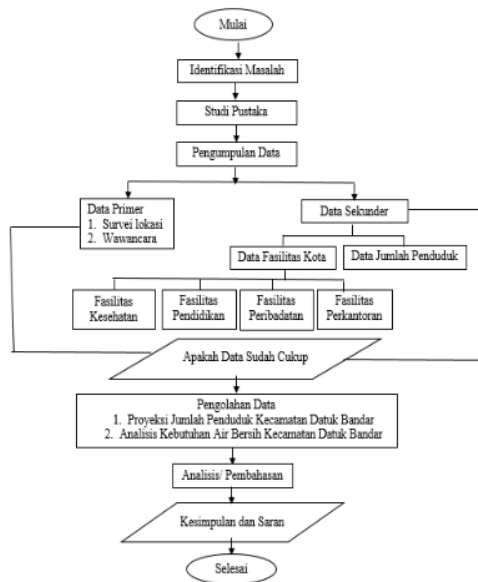 Mulai
Identifikasi Masalah
Studi Pustaka
Pengumpulan Data
Data Primer
1. Survei lokasi
2. Wawancara
Data Sekunder
Data Fasilitas Kota
Data Jumlah Penduduk
Fasilitas
Kesehatan
Fasilitas
Pendidikan
Fasilitas
Peribadatan
Fasilitas
Perkantoran
Apakah Data Sudah Cukup
Pengolahan Data
1. Proyeksi Jumlah Penduduk Kecamatan Datuk Bandar
2. Analisis Kebutuhan Air Bersih Kecamatan Datuk Bandar
Analisis/ Pembahasan
Kesimpulan dan Saran
Selesai